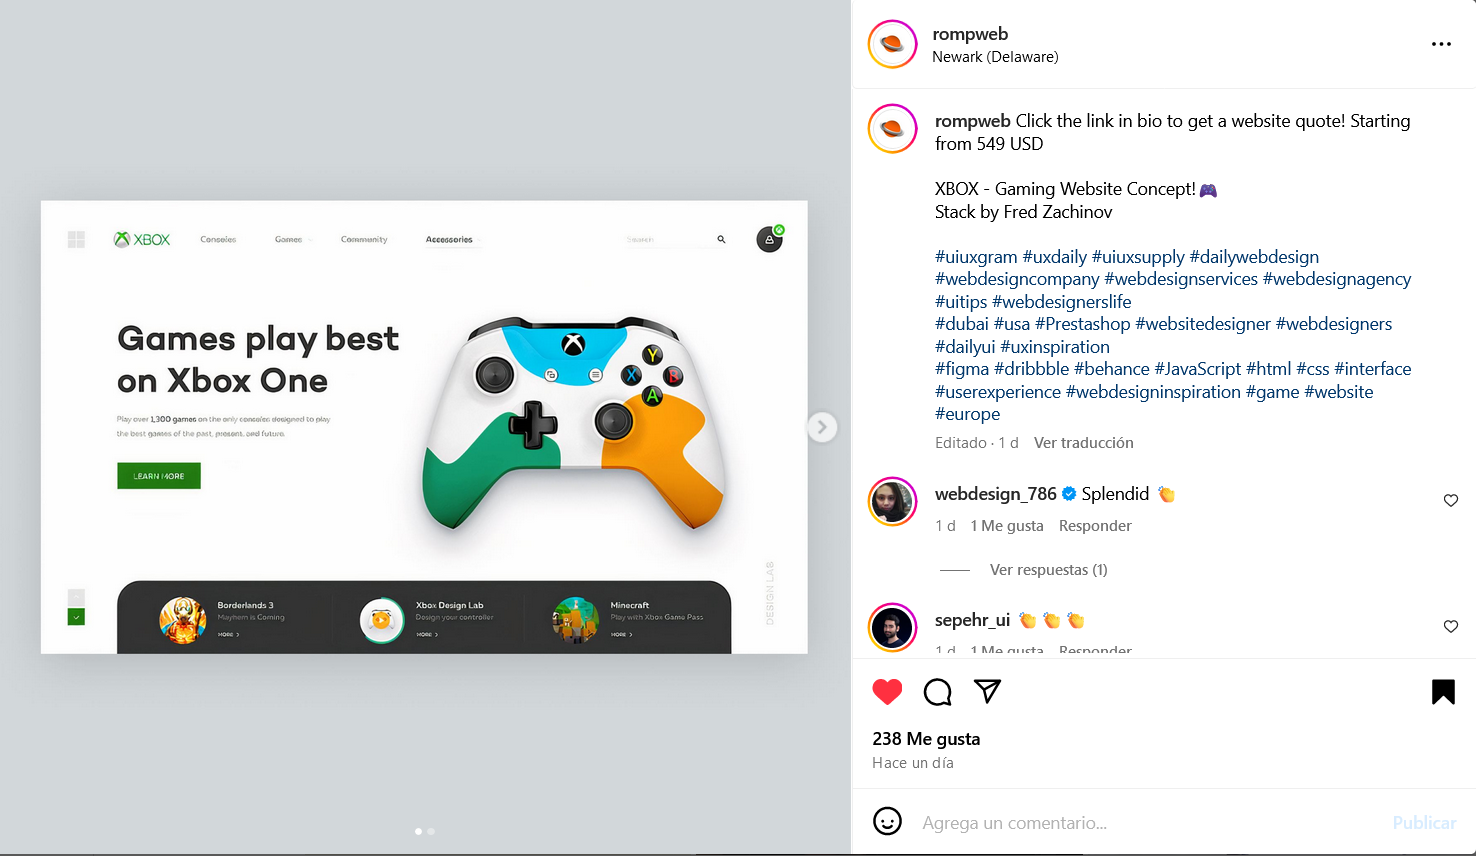 XBOX
Consoles
Games
Community
Accessories
Games play best
on Xbox One
Play over 1,300 games on the only consoles designed to play
the best games of the past, present, and future.
LEARN MORE
Y
X
B
A
DESIGN LAB
Borderlands 3
Mayhem is Coming
MORE
Xbox Design Lab
Design your controller
MORE
Minecraft
Play with Xbox Game Pass
MORE
rompweb
Newark (Delaware)
rompweb Click the link in bio to get a website quote! Starting
from 549 USD
XBOX - Gaming Website Concept!🎮
Stack by Fred Zachinov
#uiuxgram #uxdaily #uiuxsupply #dailywebdesign
#webdesigncompany #webdesignservices #webdesignagency
#uitips #webdesignerslife
#dubai #usa #Prestashop #websitedesigner #webdesigners
#dailyui #uxinspiration
#figma #dribbble #behance #JavaScript #html #css #interface
#userexperience #webdesigninspiration #game #website
#europe
Editado · 1 d Ver traducción
webdesign_786 Splendid 👏
1 d 1 Me gusta Responder
Ver respuestas (1)
sepehr_ui 👏 👏 👏
1 d 1 Me gusta Responder
238 Me gusta
Hace un día
Agrega un comentario...
Publicar